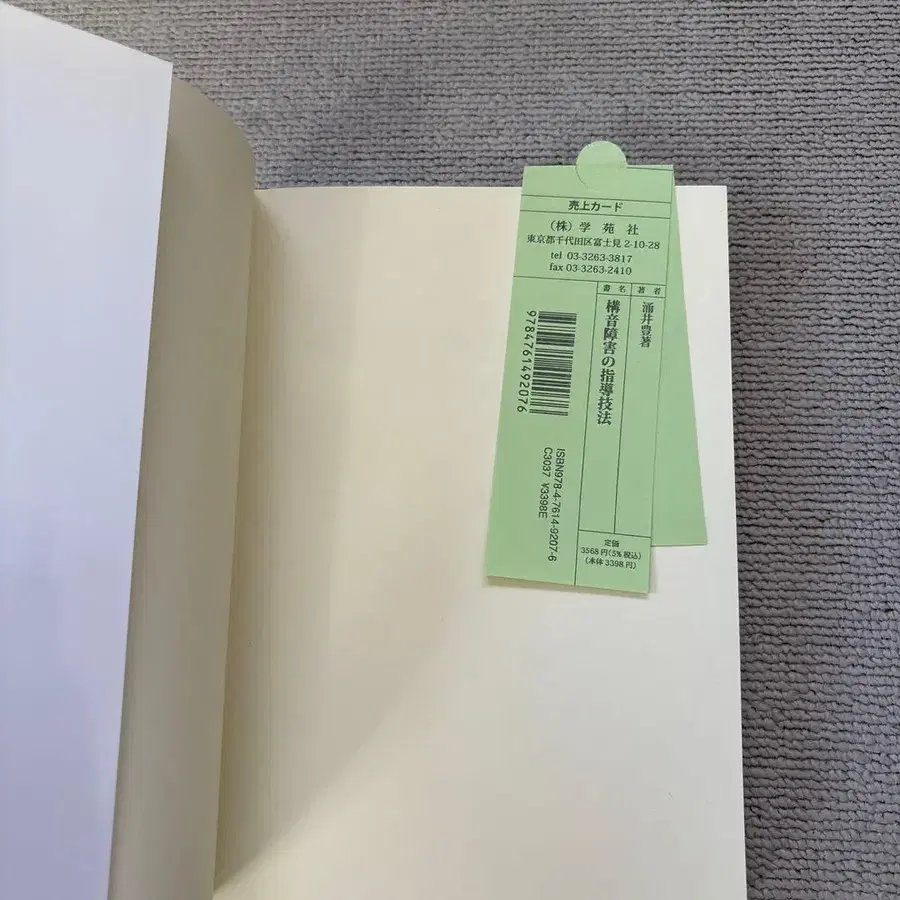 売上カード
（株）学苑社
東京都千代田区富士見 2-10-28
tel 03-3263-3817
fax 03-3263-2410
著者
涌井豊著
書名
構音障害の指導技法
9784761492076
ISBN978-4-7614-9207-6
C3037 ¥3398E
定価
3568円(5%税込)
(本体3398円)